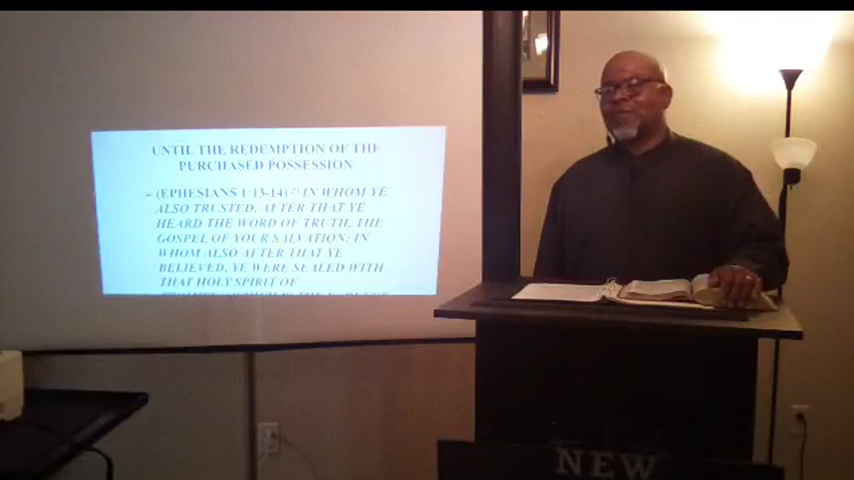 UNTIL THE REDEMPTION OF THE
PURCHASED POSSESSION
➢ (EPHESIANS 1:13-14) 13 IN WHOM YE
ALSO TRUSTED, AFTER THAT YE
HEARD THE WORD OF TRUTH, THE
GOSPEL OF YOUR SALVATION: IN
WHOM ALSO AFTER THAT YE
BELIEVED, YE WERE SEALED WITH
THAT HOLY SPIRIT OF
NEW